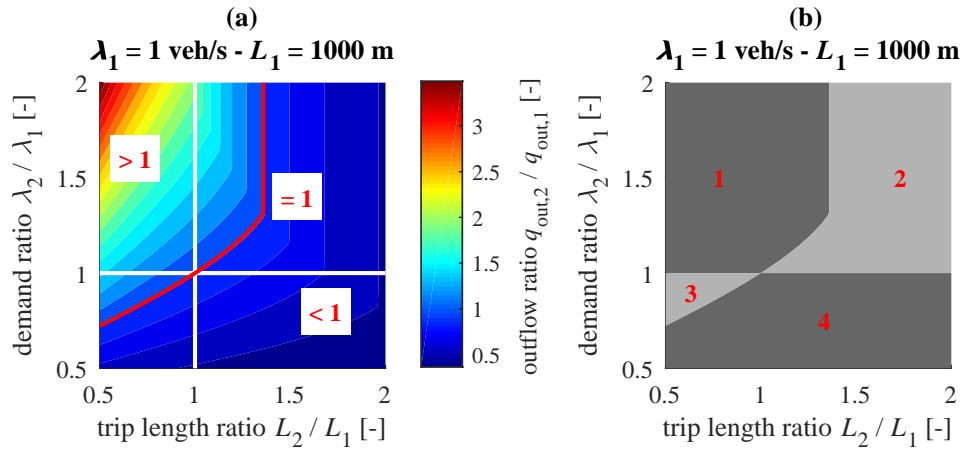 (a)
λ₁ = 1 veh/s - L₁ = 1000 m
demand ratio λ₂ / λ₁ [-]
2
1.5
1
0.5
> 1
= 1
< 1
0.5 1 1.5 2
trip length ratio L₂ / L₁ [-]
3
2.5
2
1.5
1
0.5
outflow ratio q_out,2 / q_out,1 [-]
(b)
λ₁ = 1 veh/s - L₁ = 1000 m
demand ratio λ₂ / λ₁ [-]
2
1.5
1
0.5
1
2
3
4
0.5 1 1.5 2
trip length ratio L₂ / L₁ [-]